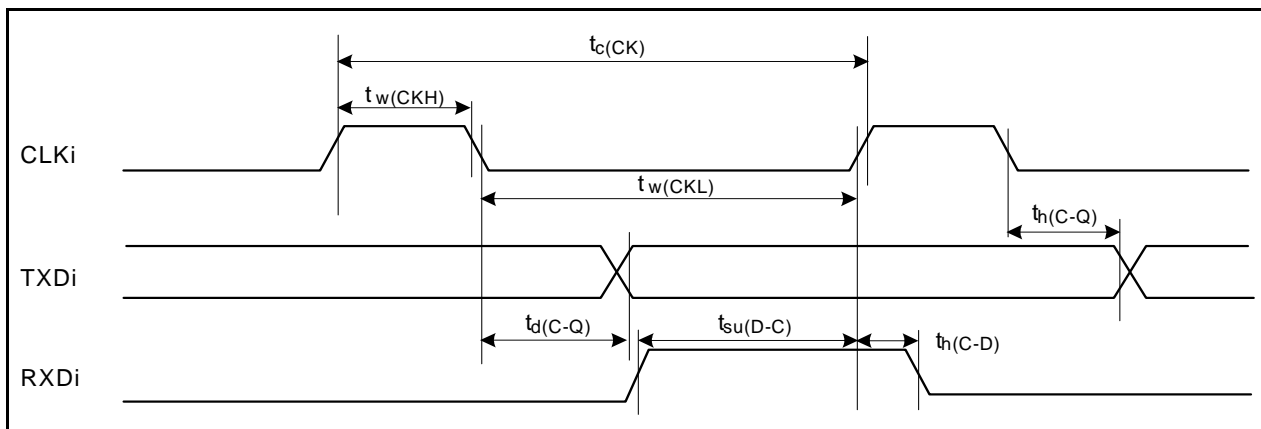 tc(CK)
tw(CKH)
CLKi
tw(CKL)
th(C-Q)
TXDi
td(C-Q)
tsu(D-C)
th(C-D)
RXDi